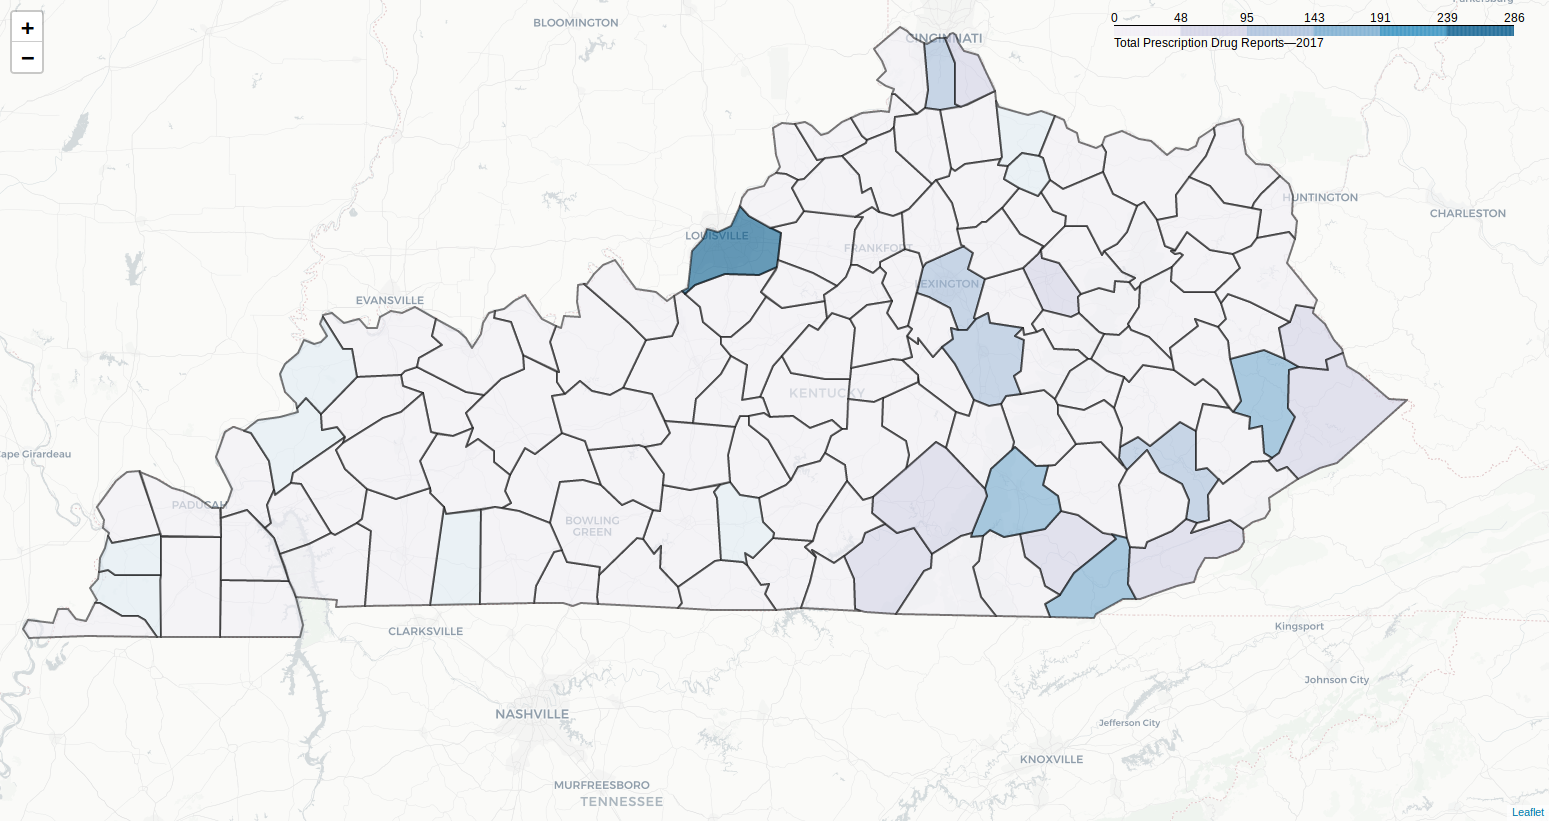 +
−
0 48 95 143 191 239 286
Total Prescription Drug Reports—2017
BLOOMINGTON
CINCINNATI
Parkersburg
HUNTINGTON
CHARLESTON
LOUISVILLE
FRANKFORT
LEXINGTON
EVANSVILLE
KENTUCKY
Cape Girardeau
PADUCAH
BOWLING
GREEN
CLARKSVILLE
Kingsport
Johnson City
NASHVILLE
Jefferson City
KNOXVILLE
MURFREESBORO
TENNESSEE
Leaflet